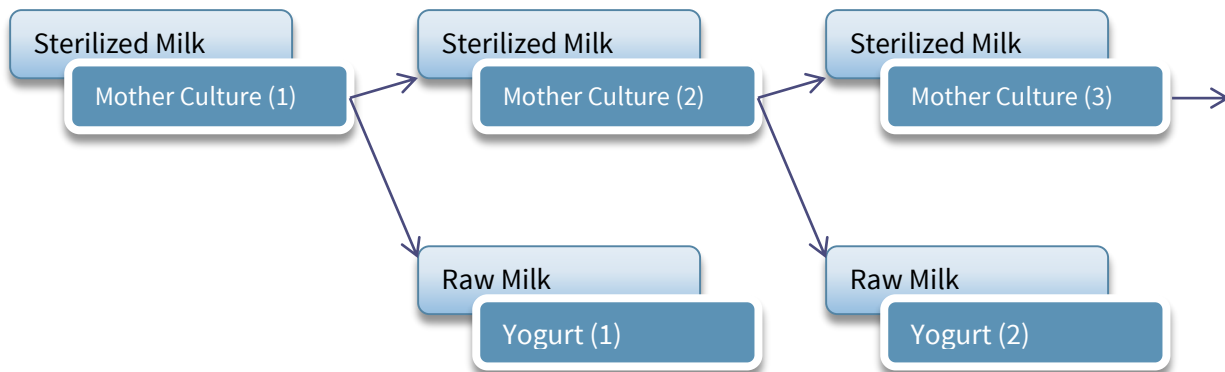 Sterilized Milk
Mother Culture (1)
Sterilized Milk
Mother Culture (2)
Sterilized Milk
Mother Culture (3)
Raw Milk
Yogurt (1)
Raw Milk
Yogurt (2)